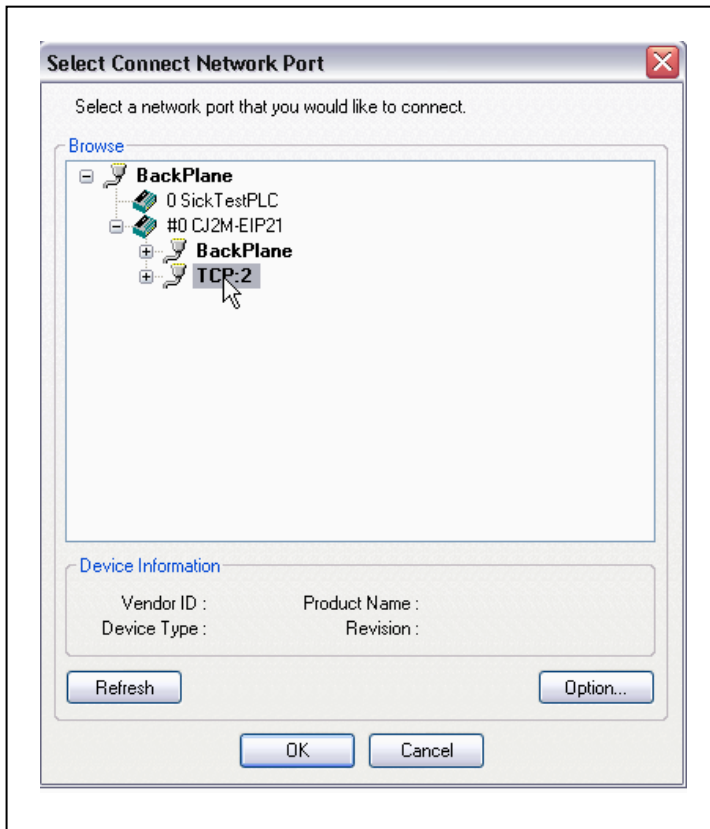 Select Connect Network Port
Select a network port that you would like to connect.
Browse
BackPlane
0 SickTestPLC
#0 CJ2M-EIP21
BackPlane
TCP:2
Device Information
Vendor ID : Product Name :
Device Type : Revision :
Refresh Option...
OK Cancel